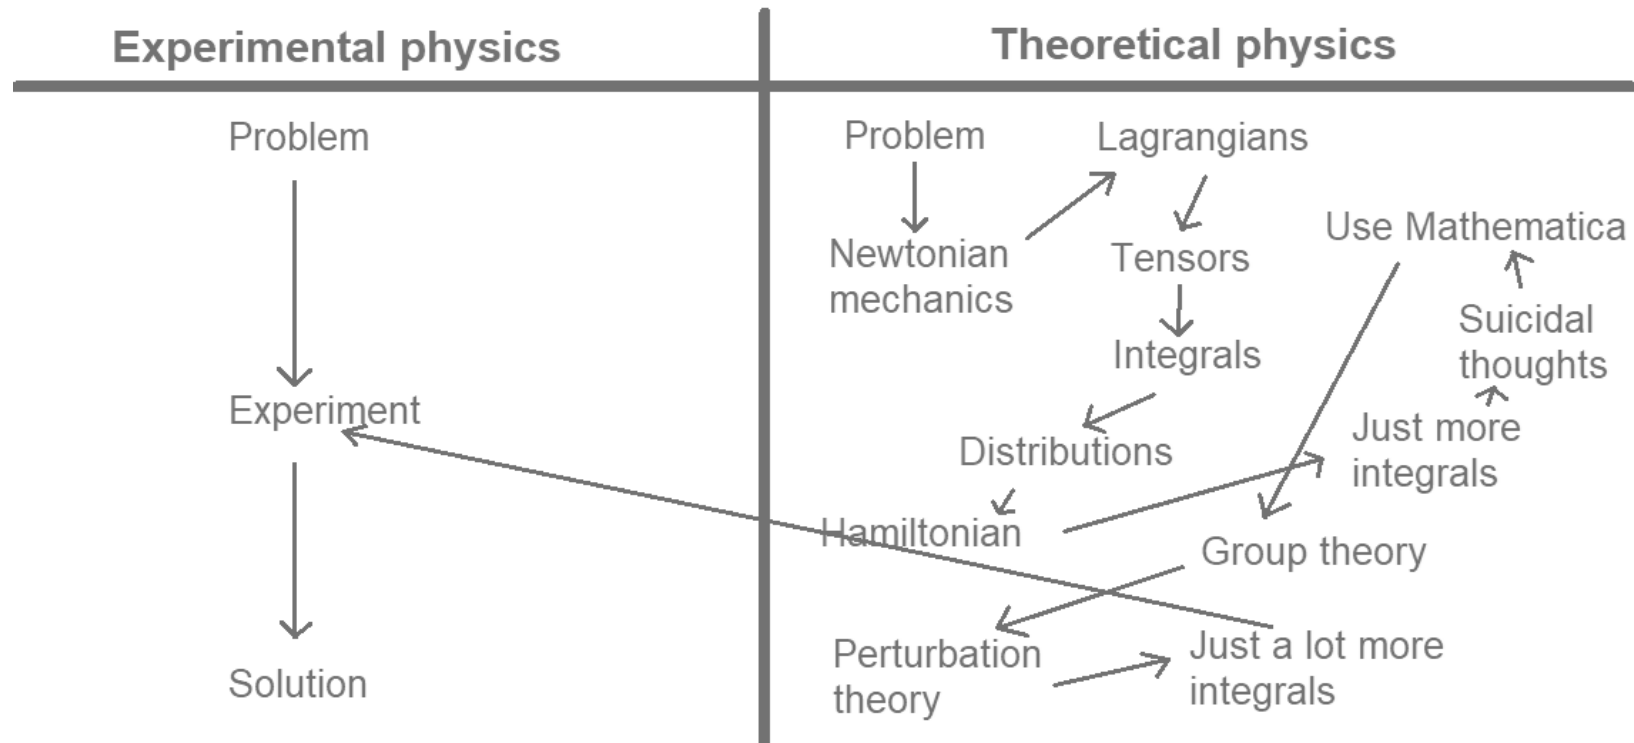 Experimental physics
Theoretical physics
Problem
Experiment
Solution
Problem
Newtonian
mechanics
Lagrangians
Tensors
Integrals
Distributions
Hamiltonian
Just more
integrals
Suicidal
thoughts
Use Mathematica
Group theory
Perturbation
theory
Just a lot more
integrals